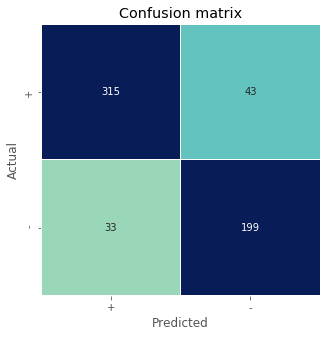 Confusion matrix
Actual
+
315
43
-
33
199
+
-
Predicted